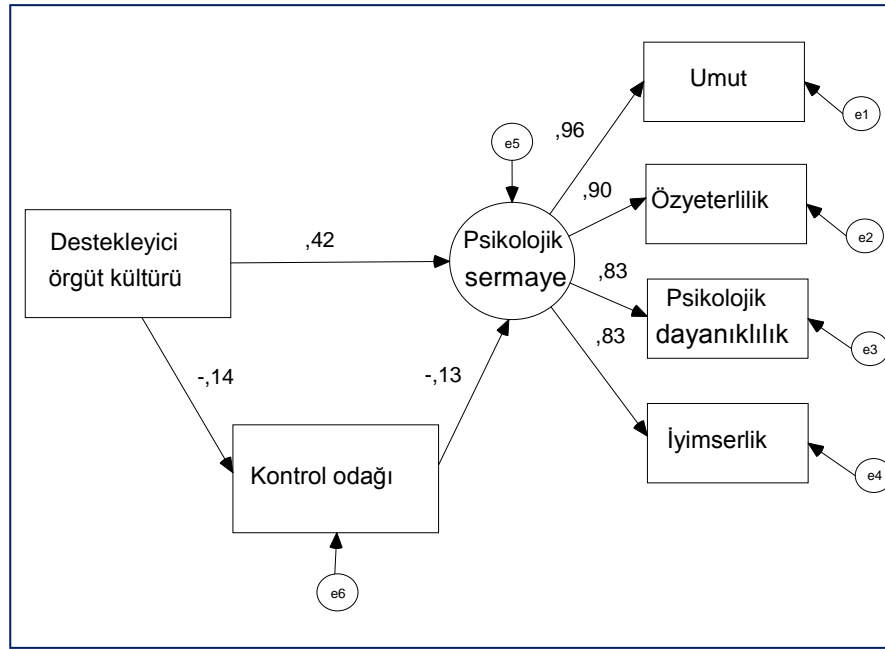 Umut
e1
e5
,96
,90
Özyeterlilik
e2
Destekleyici
örgüt kültürü
,42
Psikolojik
sermaye
,83
Psikolojik
dayanıklılık
e3
,83
-,14
-,13
İyimserlik
e4
Kontrol odağı
e6